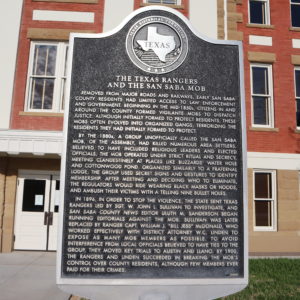 TEXAS
THE TEXAS RANGERS
AND THE SAN SABA MOB
REMOVED FROM MAJOR ROADS AND RAILWAYS, EARLY SAN SABA
COUNTY RESIDENTS HAD LIMITED ACCESS TO LAW ENFORCEMENT
AND GOVERNMENT. BEGINNING IN THE MID-1850s, CITIZENS IN AND
AROUND THE COUNTY FORMED VIGILANTE MOBS TO DISPATCH
JUSTICE. ALTHOUGH INITIALLY FORMED TO PROTECT RESIDENTS, THESE
MOBS OFTEN EVOLVED INTO ORGANIZED GANGS, TERRORIZING THE
RESIDENTS THEY HAD INITIALLY FORMED TO PROTECT.
BY THE 1880s, A GROUP UNOFFICIALLY CALLED THE SAN SABA
MOB, OR THE ASSEMBLY, HAD KILLED NUMEROUS AREA SETTLERS.
BELIEVED TO HAVE INCLUDED RELIGIOUS LEADERS AND ELECTED
OFFICIALS, THE MOB OPERATED UNDER STRICT RITUAL AND SECRECY,
MEETING CLANDESTINELY AT PLACES LIKE BUZZARDS' WATER HOLE
AND COTTONWOOD POND. ORGANIZED SIMILARLY TO A FRATERNAL
LODGE, THE GROUP USED SECRET SIGNS AND GESTURES TO IDENTIFY
MEMBERSHIP. AFTER MEETING AND DECIDING WHO TO ELIMINATE,
THE REGULATORS WOULD RIDE WEARING BLACK MASKS OR HOODS,
AND AMBUSH THEIR VICTIMS WITH A TELLING NINE BULLET HOLES.
IN 1896, IN ORDER TO STOP THE VIOLENCE, THE STATE SENT TEXAS
RANGERS LED BY SGT. W. JOHN L. SULLIVAN TO INVESTIGATE, AND
SAN SABA COUNTY NEWS EDITOR ULETH M. SANDERSON BEGAN
RUNNING EDITORIALS AGAINST THE MOB. SULLIVAN WAS LATER
REPLACED BY RANGER CAPT. WILLIAM J. "BILL JESS" McDONALD, WHO
WORKED EFFECTIVELY WITH DISTRICT ATTORNEY W.C. LINDEN TO
EXPOSE AS MANY MOB MEMBERS AS POSSIBLE. TO AVOID
INTERFERENCE FROM LOCAL OFFICIALS BELIEVED TO HAVE TIES TO THE
GROUP, THEY MOVED KEY TRIALS TO AUSTIN AND LLANO. BY 1900,
THE RANGERS AND LINDEN SUCCEEDED IN BREAKING THE MOB'S
CONTROL OVER COUNTY RESIDENTS, ALTHOUGH FEW MEMBERS EVER
PAID FOR THEIR CRIMES.